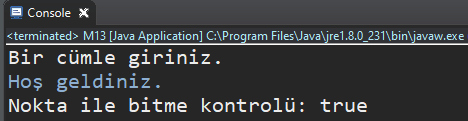 Console
<terminated> M13 [Java Application] C:\Program Files\Java\jre1.8.0_231\bin\javaw.exe
Bir cümle giriniz.
Hoş geldiniz.
Nokta ile bitme kontrolü: true